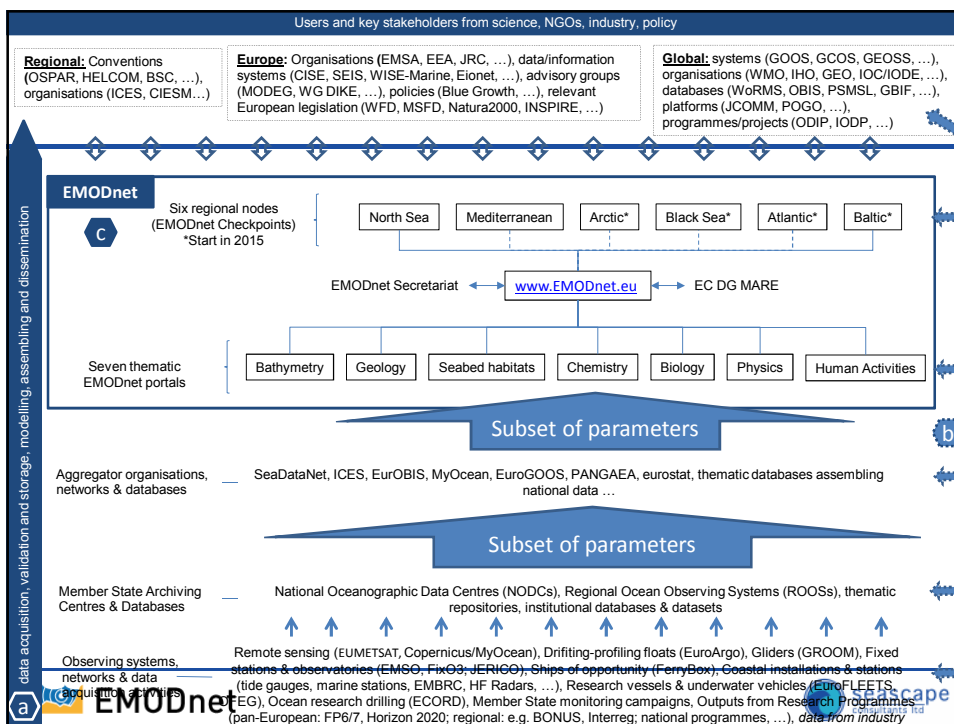 Users and key stakeholders from science, NGOs, industry, policy
Regional: Conventions
(OSPAR, HELCOM, BSC, …),
organisations (ICES, CIESM…)
Europe: Organisations (EMSA, EEA, JRC, …), data/information
systems (CISE, SEIS, WISE-Marine, Eionet, …), advisory groups
(MODEG, WG DIKE, …), policies (Blue Growth, …), relevant
European legislation (WFD, MSFD, Natura2000, INSPIRE, …)
Global: systems (GOOS, GCOS, GEOSS, …),
organisations (WMO, IHO, GEO, IOC/IODE, …),
databases (WoRMS, OBIS, PSMSL, GBIF, …),
platforms (JCOMM, POGO, …),
programmes/projects (ODIP, IODP, …)
data acquisition, validation and storage, modelling, assembling and dissemination
EMODnet
c
Six regional nodes
(EMODnet Checkpoints)
*Start in 2015
North Sea
Mediterranean
Arctic*
Black Sea*
Atlantic*
Baltic*
EMODnet Secretariat
www.EMODnet.eu
EC DG MARE
Seven thematic
EMODnet portals
Bathymetry
Geology
Seabed habitats
Chemistry
Biology
Physics
Human Activities
Subset of parameters
b
Aggregator organisations,
networks & databases
SeaDataNet, ICES, EurOBIS, MyOcean, EuroGOOS, PANGAEA, eurostat, thematic databases assembling
national data …
Subset of parameters
Member State Archiving
Centres & Databases
National Oceanographic Data Centres (NODCs), Regional Ocean Observing Systems (ROOSs), thematic
repositories, institutional databases & datasets
Observing systems,
networks & data
acquisition activities
Remote sensing (EUMETSAT, Copernicus/MyOcean), Drifiting-profiling floats (EuroArgo), Gliders (GROOM), Fixed
stations & observatories (EMSO, FixO3; JERICO), Ships of opportunity (FerryBox), Coastal installations & stations
(tide gauges, marine stations, EMBRC, HF Radars, …), Research vessels & underwater vehicles (EuroFLEETS,
FEG), Ocean research drilling (ECORD), Member State monitoring campaigns, Outputs from Research Programmes
(pan-European: FP6/7, Horizon 2020; regional: e.g. BONUS, Interreg; national programmes, …), data from industry
a
EMODnet
seascape
consultants ltd